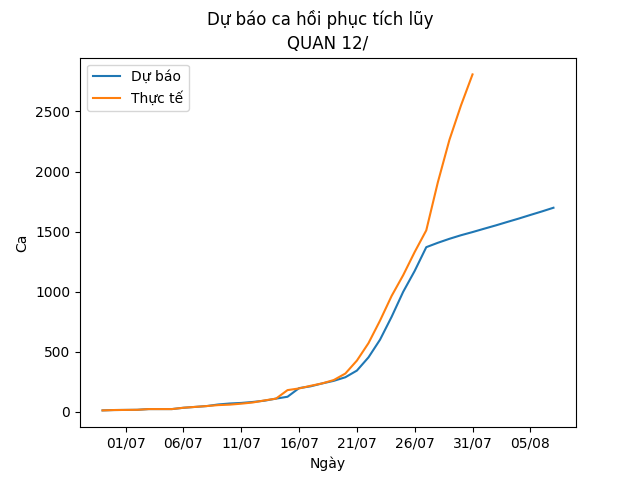 Dự báo ca hồi phục tích lũy
QUAN 12/
Dự báo
Thực tế
2500
2000
1500
1000
500
0
Ca
01/07 06/07 11/07 16/07 21/07 26/07 31/07 05/08
Ngày